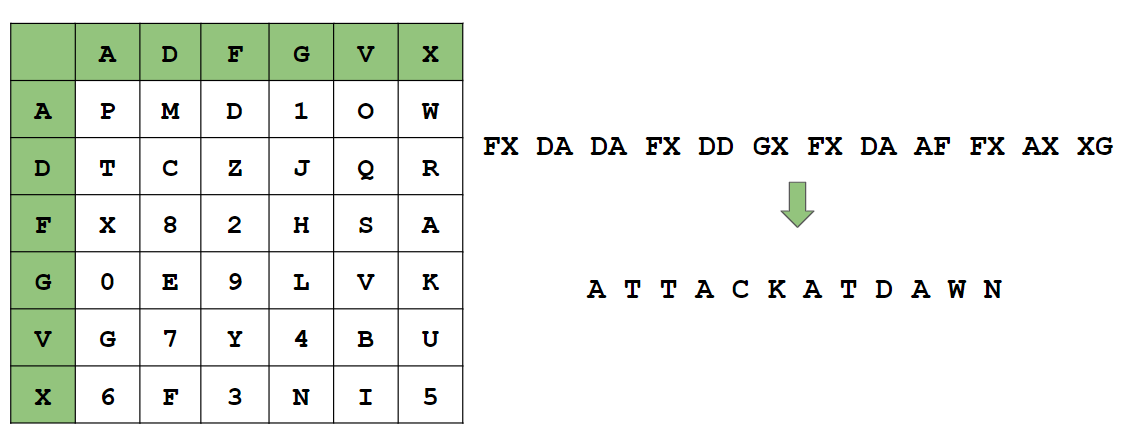 A D F G V X
A P M D 1 O W
D T C Z J Q R
F X 8 2 H S A
G 0 E 9 L V K
V G 7 Y 4 B U
X 6 F 3 N I 5
FX DA DA FX DD GX FX DA AF FX AX XG
A T T A C K A T D A W N